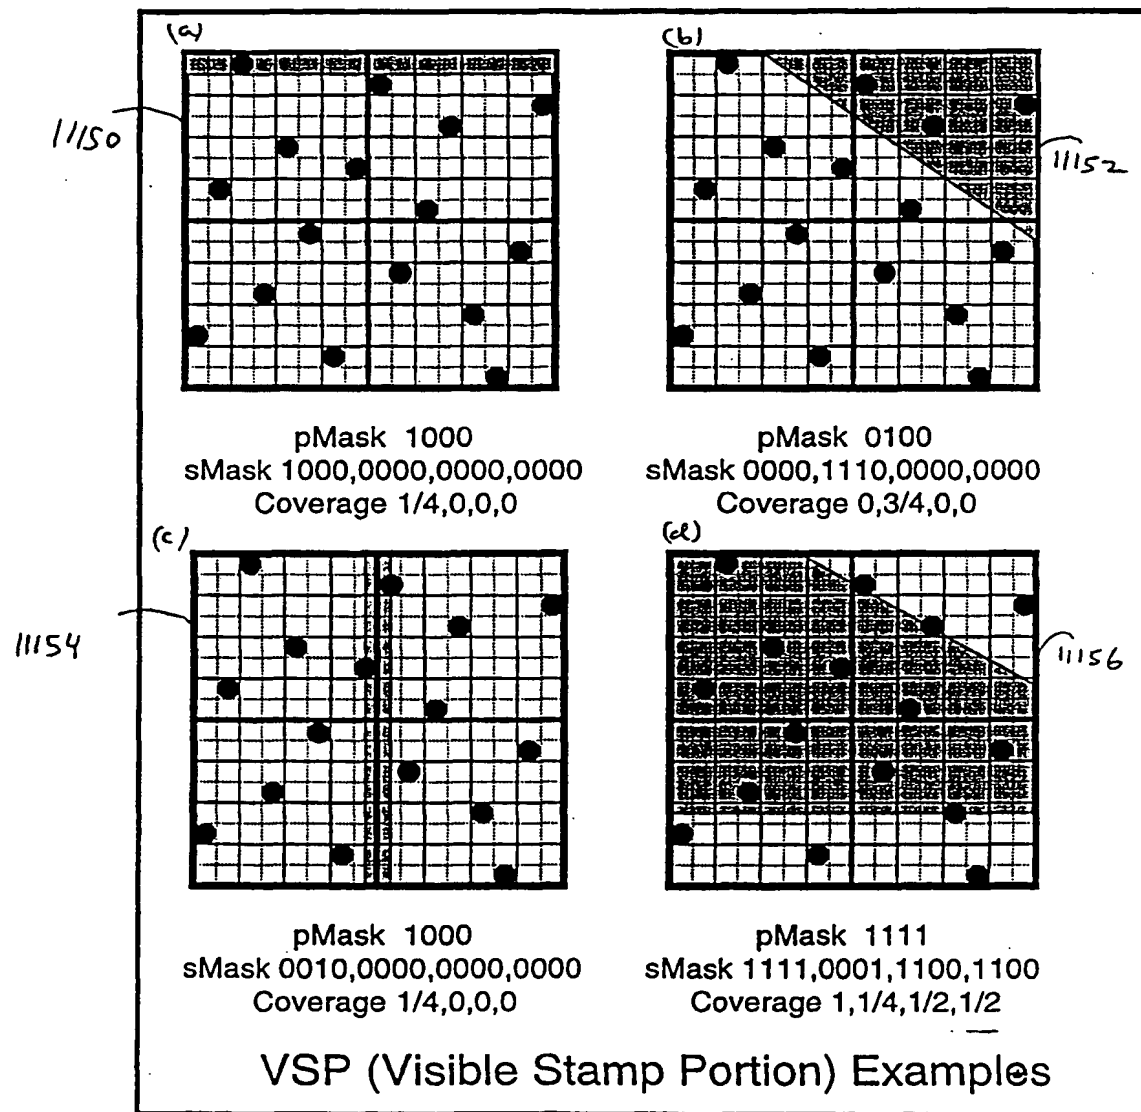 (a)
(b)
11150
11152
pMask 1000
sMask 1000,0000,0000,0000
Coverage 1/4,0,0,0
pMask 0100
sMask 0000,1110,0000,0000
Coverage 0,3/4,0,0
(c)
(d)
11154
11156
pMask 1000
sMask 0010,0000,0000,0000
Coverage 1/4,0,0,0
pMask 1111
sMask 1111,0001,1100,1100
Coverage 1,1/4,1/2,1/2
VSP (Visible Stamp Portion) Examples